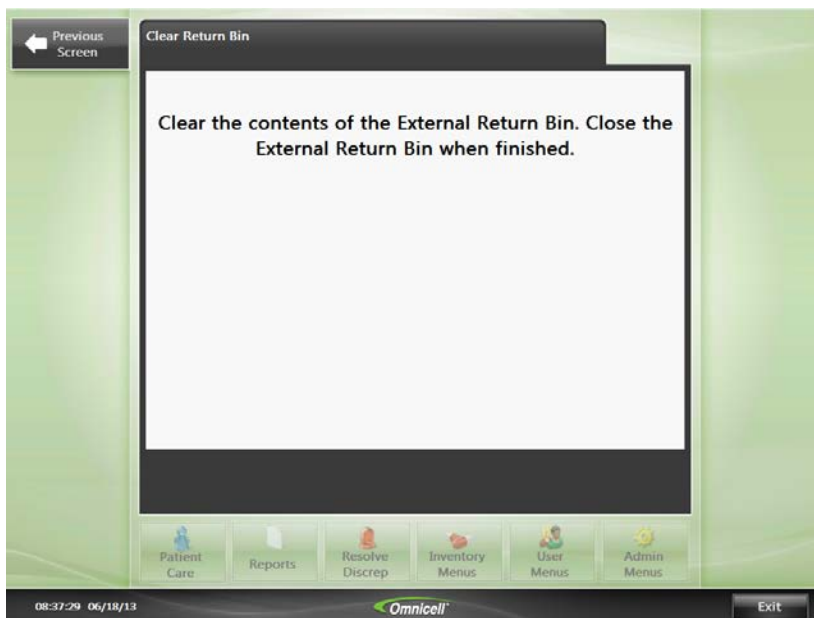 Previous
Screen
Clear Return Bin
Clear the contents of the External Return Bin. Close the
External Return Bin when finished.
Patient
Care
Reports
Resolve
Discrep
Inventory
Menus
User
Menus
Admin
Menus
08:37:29 06/18/13
Omnicell
Exit